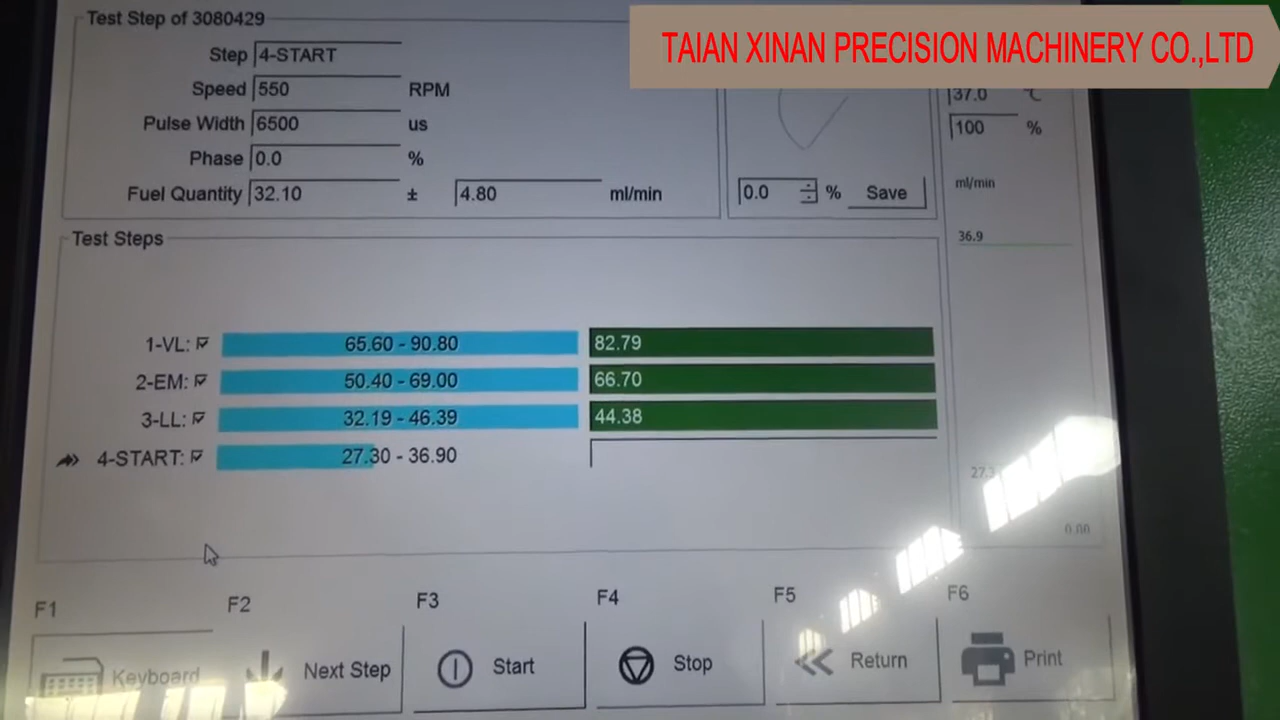 TAIAN XINAN PRECISION MACHINERY CO.,LTD
Test Step of 3080429
Step 4-START
Speed 550 RPM
Pulse Width 6500 us
Phase 0.0 %
Fuel Quantity 32.10 ± 4.80 ml/min
0.0 % Save
37.0 ℃
100 %
ml/min
36.9
Test Steps
1-VL: 65.60 - 90.80 82.79
2-EM: 50.40 - 69.00 66.70
3-LL: 32.19 - 46.39 44.38
4-START: 27.30 - 36.90
27.3
0.00
F1 F2 F3 F4 F5 F6
Keyboard Next Step Start Stop Return Print